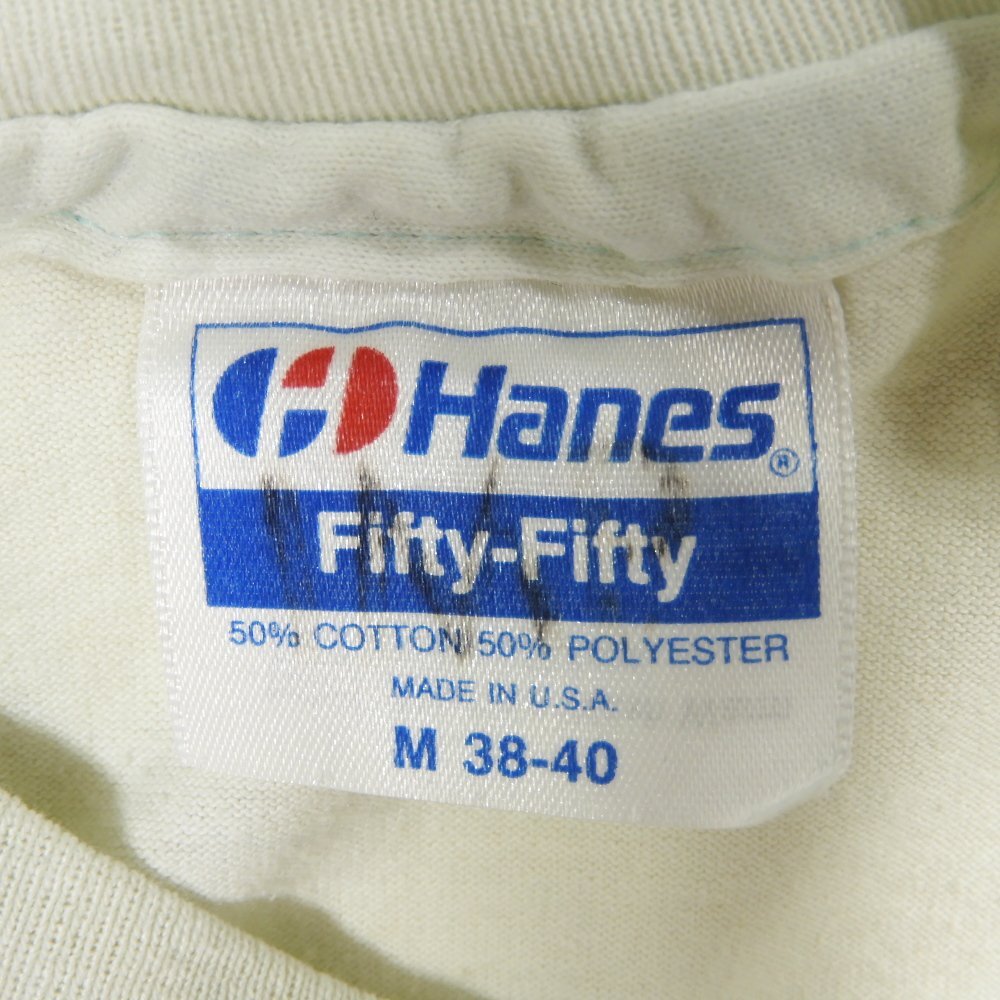 Hanes®
Fifty-Fifty
50% COTTON 50% POLYESTER
MADE IN U.S.A.
M 38-40